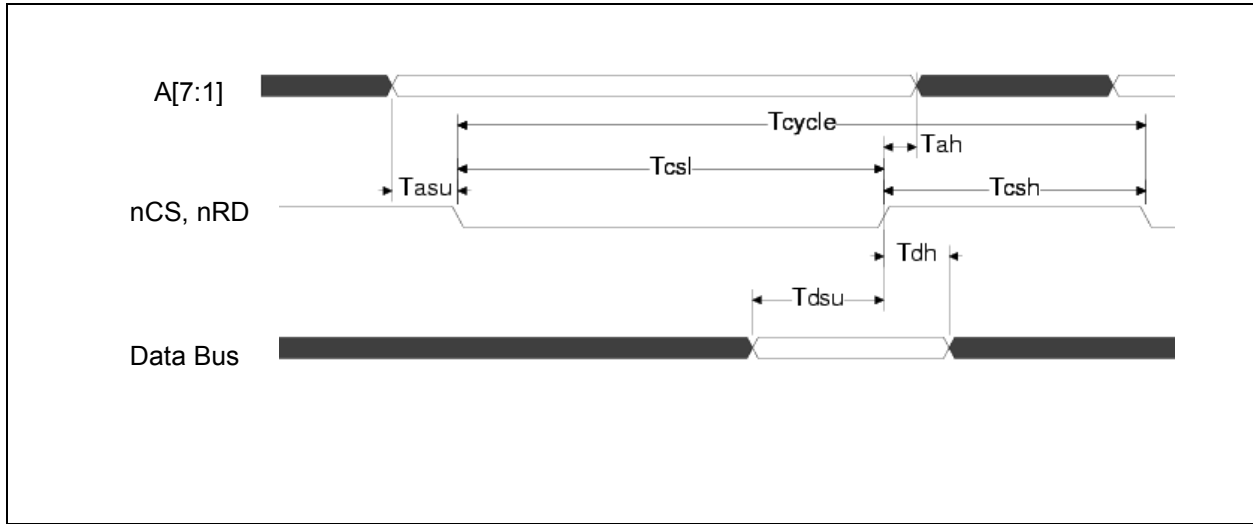 A[7:1]
Tcycle
Tah
Tcsl
Tasu
Tcsh
nCS, nRD
Tdh
Tdsu
Data Bus